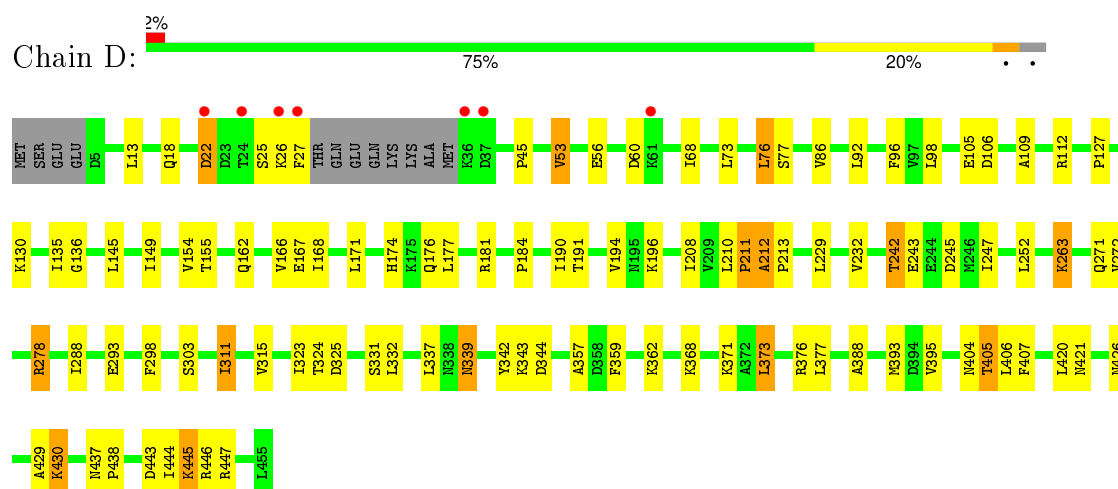 2%
Chain D:
75% 20% • •
MET SER GLU GLU D5 L13 Q18 D22 D23 T24 S25 K26 F27 THR GLN GLU GLN LYS LYS ALA MET K36 D37 P45 V53 E56 D60 K61 I68 L73 L76 S77 V86 L92 F96 V97 L98 E105 D106 A109 R112 P127
K130 I135 G136 L145 I149 V154 T155 Q162 V166 E167 I168 L171 H174 K175 Q176 L177 R181 P184 I190 T191 V194 N195 K196 I208 V209 L210 P211 A212 P213 L229 V232 T242 E243 E244 D245 M246 I247 L252 K263 Q271
R278 I288 E293 F298 S303 I311 V315 I323 T324 D325 S331 L332 L337 N338 N339 Y342 K343 D344 A357 D358 F359 K362 K368 K371 A372 L373 R376 L377 A388 M393 D394 V395 N404 T405 L406 F407 L420 N421
A429 K430 N437 P438 D443 I444 K445 R446 R447 L455